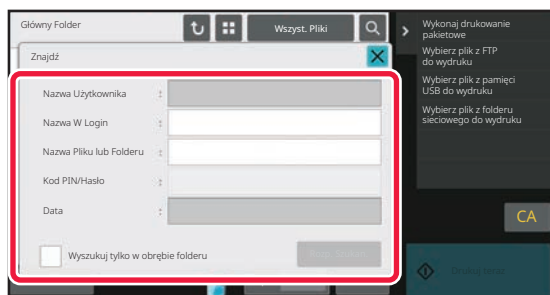 Główny Folder
Wszyst. Pliki
Znajdź
Nazwa Użytkownika :
Nazwa W Login :
Nazwa Pliku lub Folderu :
Kod PIN/Hasło :
Data :
Wyszukuj tylko w obrębie folderu
Wykonaj drukowanie
pakietowe
Wybierz plik z FTP
do wydruku
Wybierz plik z pamięci
USB do wydruku
Wybierz plik z folderu
sieciowego do wydruku
CA
Drukuj teraz